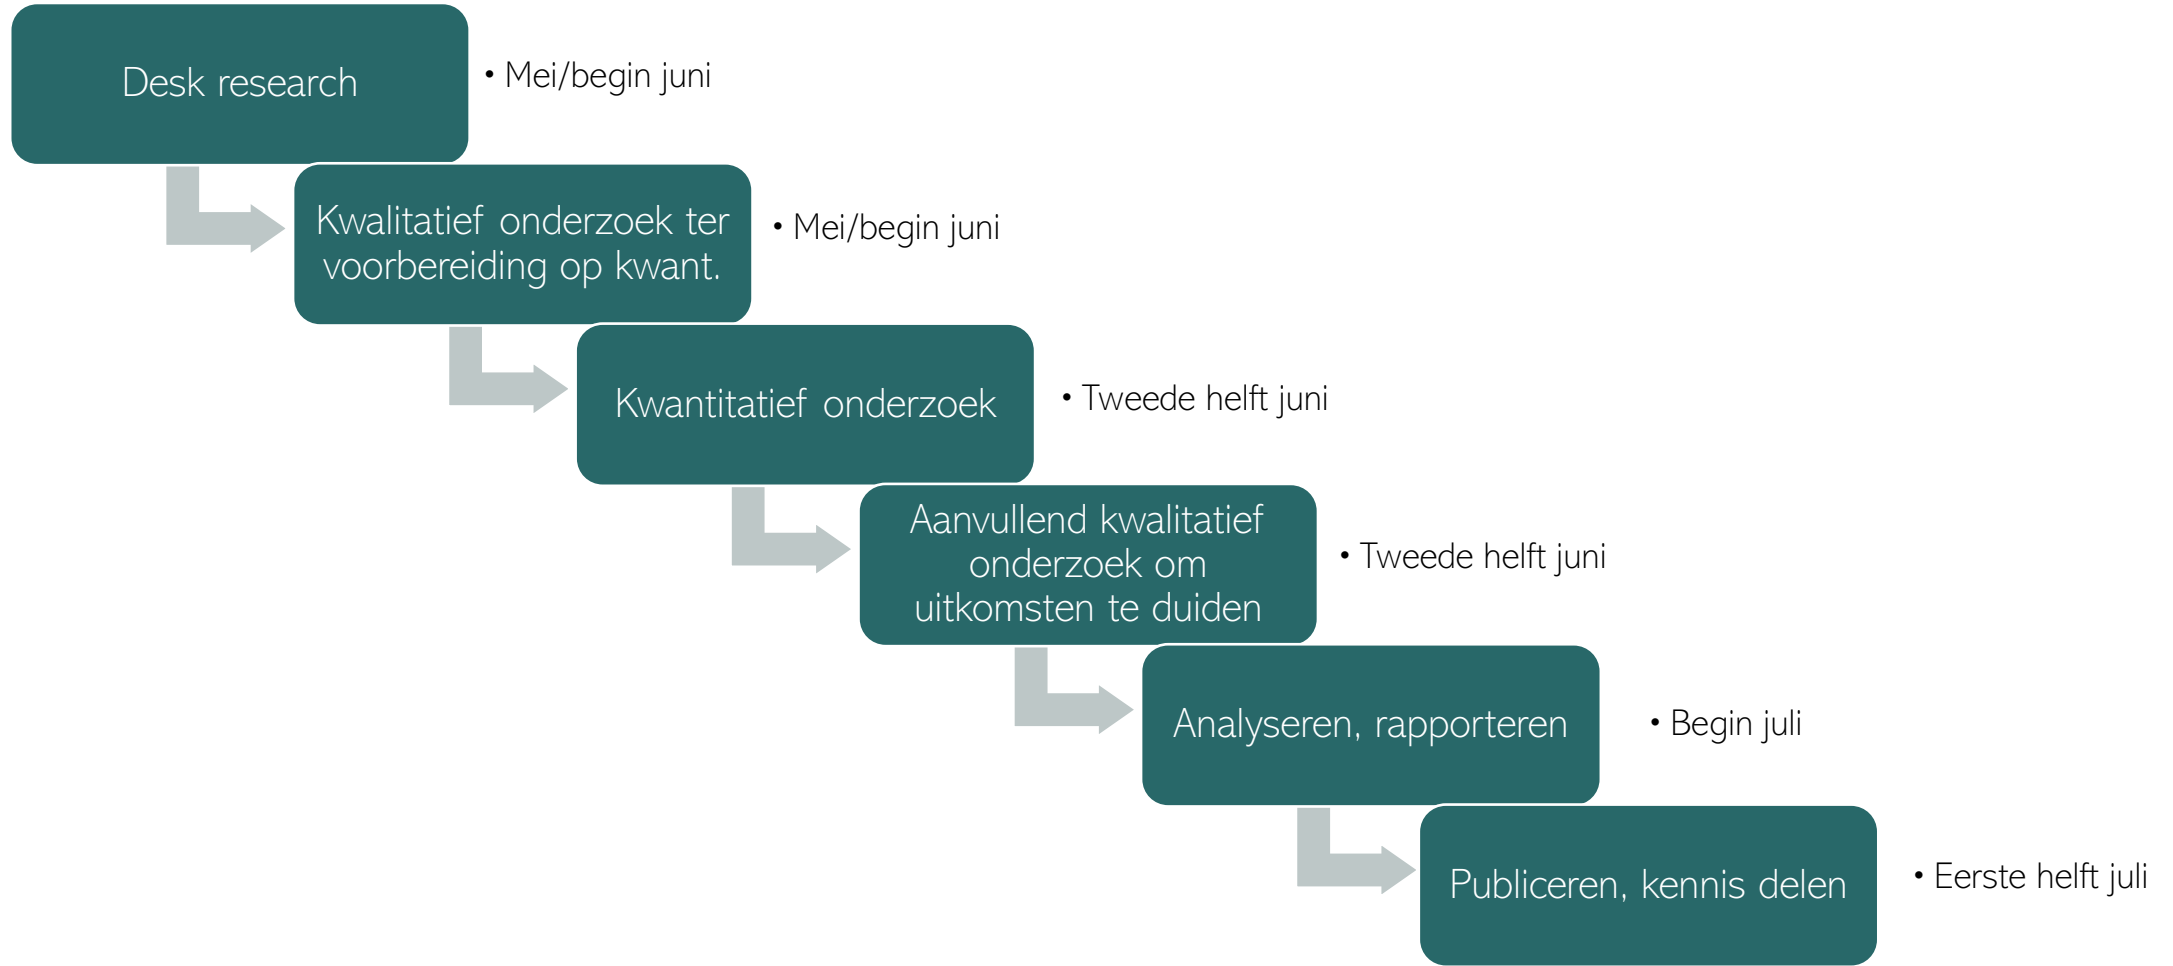 Desk research
• Mei/begin juni
Kwalitatief onderzoek ter
voorbereiding op kwant.
• Mei/begin juni
Kwantitatief onderzoek
• Tweede helft juni
Aanvullend kwalitatief
onderzoek om
uitkomsten te duiden
• Tweede helft juni
Analyseren, rapporteren
• Begin juli
Publiceren, kennis delen
• Eerste helft juli